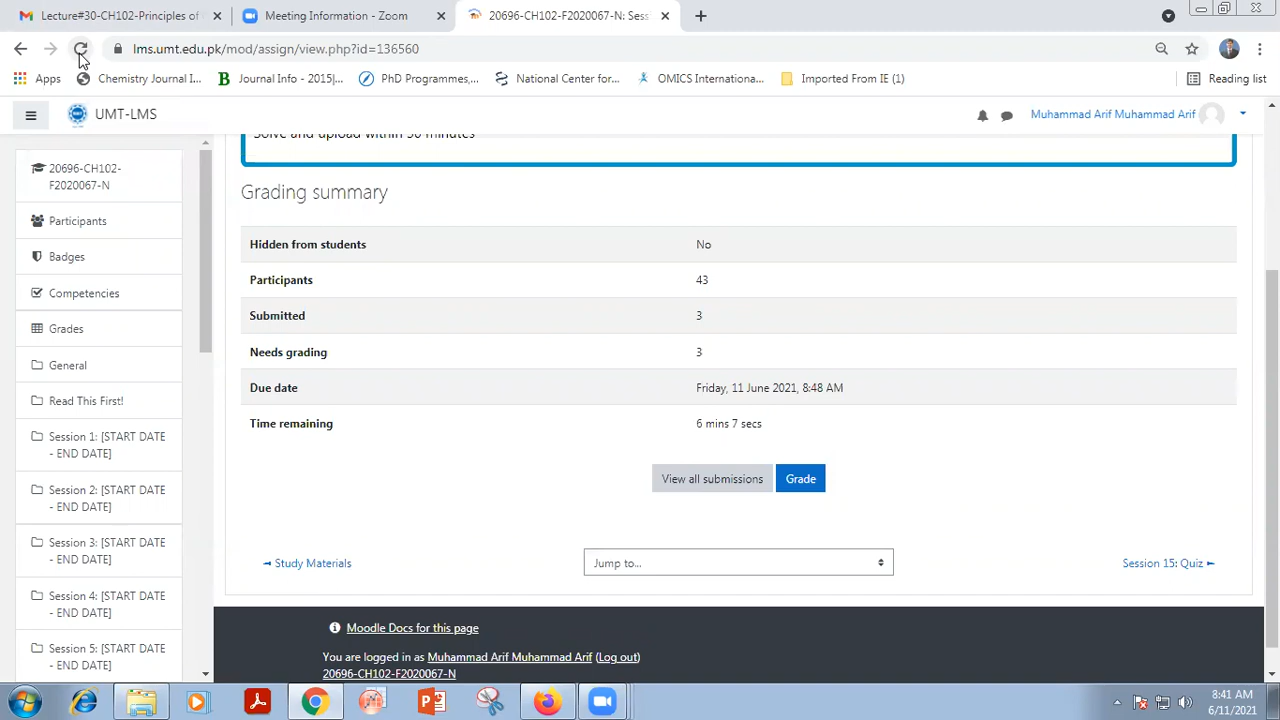 Lecture#30-CH102-Principles of
Meeting Information - Zoom
20696-CH102-F2020067-N: Sess
lms.umt.edu.pk/mod/assign/view.php?id=136560
Apps
Chemistry Journal I...
Journal Info - 2015|...
PhD Programmes,...
National Center for...
OMICS Internationa...
Imported From IE (1)
Reading list
UMT-LMS
Muhammad Arif Muhammad Arif
Solve and upload within 30 minutes
20696-CH102-
F2020067-N
Participants
Badges
Competencies
Grades
General
Read This First!
Session 1: [START DATE
- END DATE]
Session 2: [START DATE
- END DATE]
Session 3: [START DATE
- END DATE]
Session 4: [START DATE
- END DATE]
Session 5: [START DATE
- END DATE]
Grading summary
Hidden from students No
Participants 43
Submitted 3
Needs grading 3
Due date Friday, 11 June 2021, 8:48 AM
Time remaining 6 mins 7 secs
View all submissions Grade
◄ Study Materials
Jump to...
Session 15: Quiz ►
Moodle Docs for this page
You are logged in as Muhammad Arif Muhammad Arif (Log out)
20696-CH102-F2020067-N
8:41 AM
6/11/2021